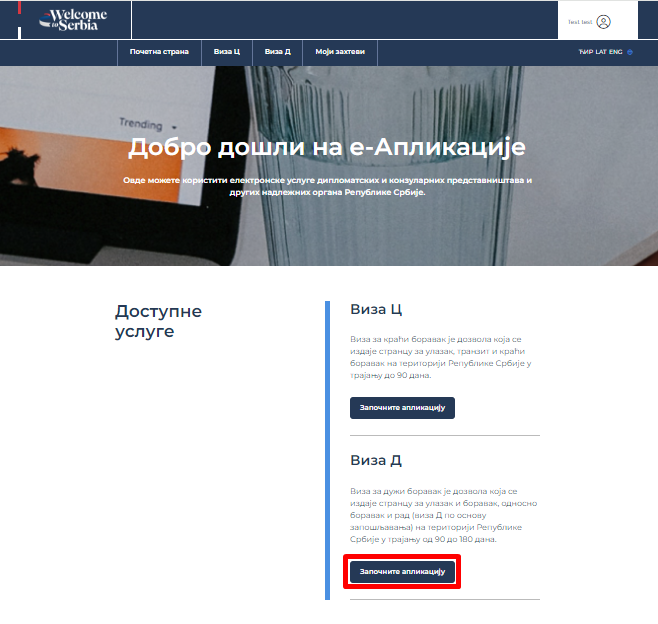 Welcome
to Serbia
Test test
Почетна страна
Виза Ц
Виза Д
Моји захтеви
ЋИР LAT ENG
Trending
Добро дошли на е-Апликације
Овде можете користити електронске услуге дипломатских и конзуларних представништава и
других надлежних органа Републике Србије.
Доступне
услуге
Виза Ц
Виза за краћи боравак је дозвола која се
издаје странцу за улазак, транзит и краћи
боравак на територији Републике Србије у
трајању до 90 дана.
Започните апликацију
Виза Д
Виза за дужи боравак је дозвола која се
издаје странцу за улазак и боравак, односно
боравак и рад (виза Д по основу
запошљавања) на територији Републике
Србије у трајању од 90 до 180 дана.
Започните апликацију